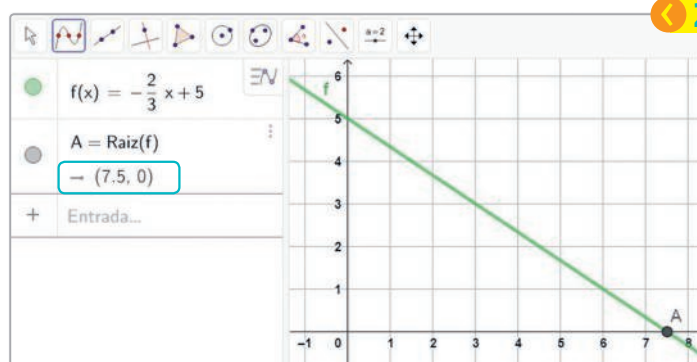 a=2
f(x) = -2/3 x + 5
A = Raiz(f)
→ (7.5, 0)
+ Entrada...
f
6
5
4
3
2
1
A
-1 0 1 2 3 4 5 6 7 8